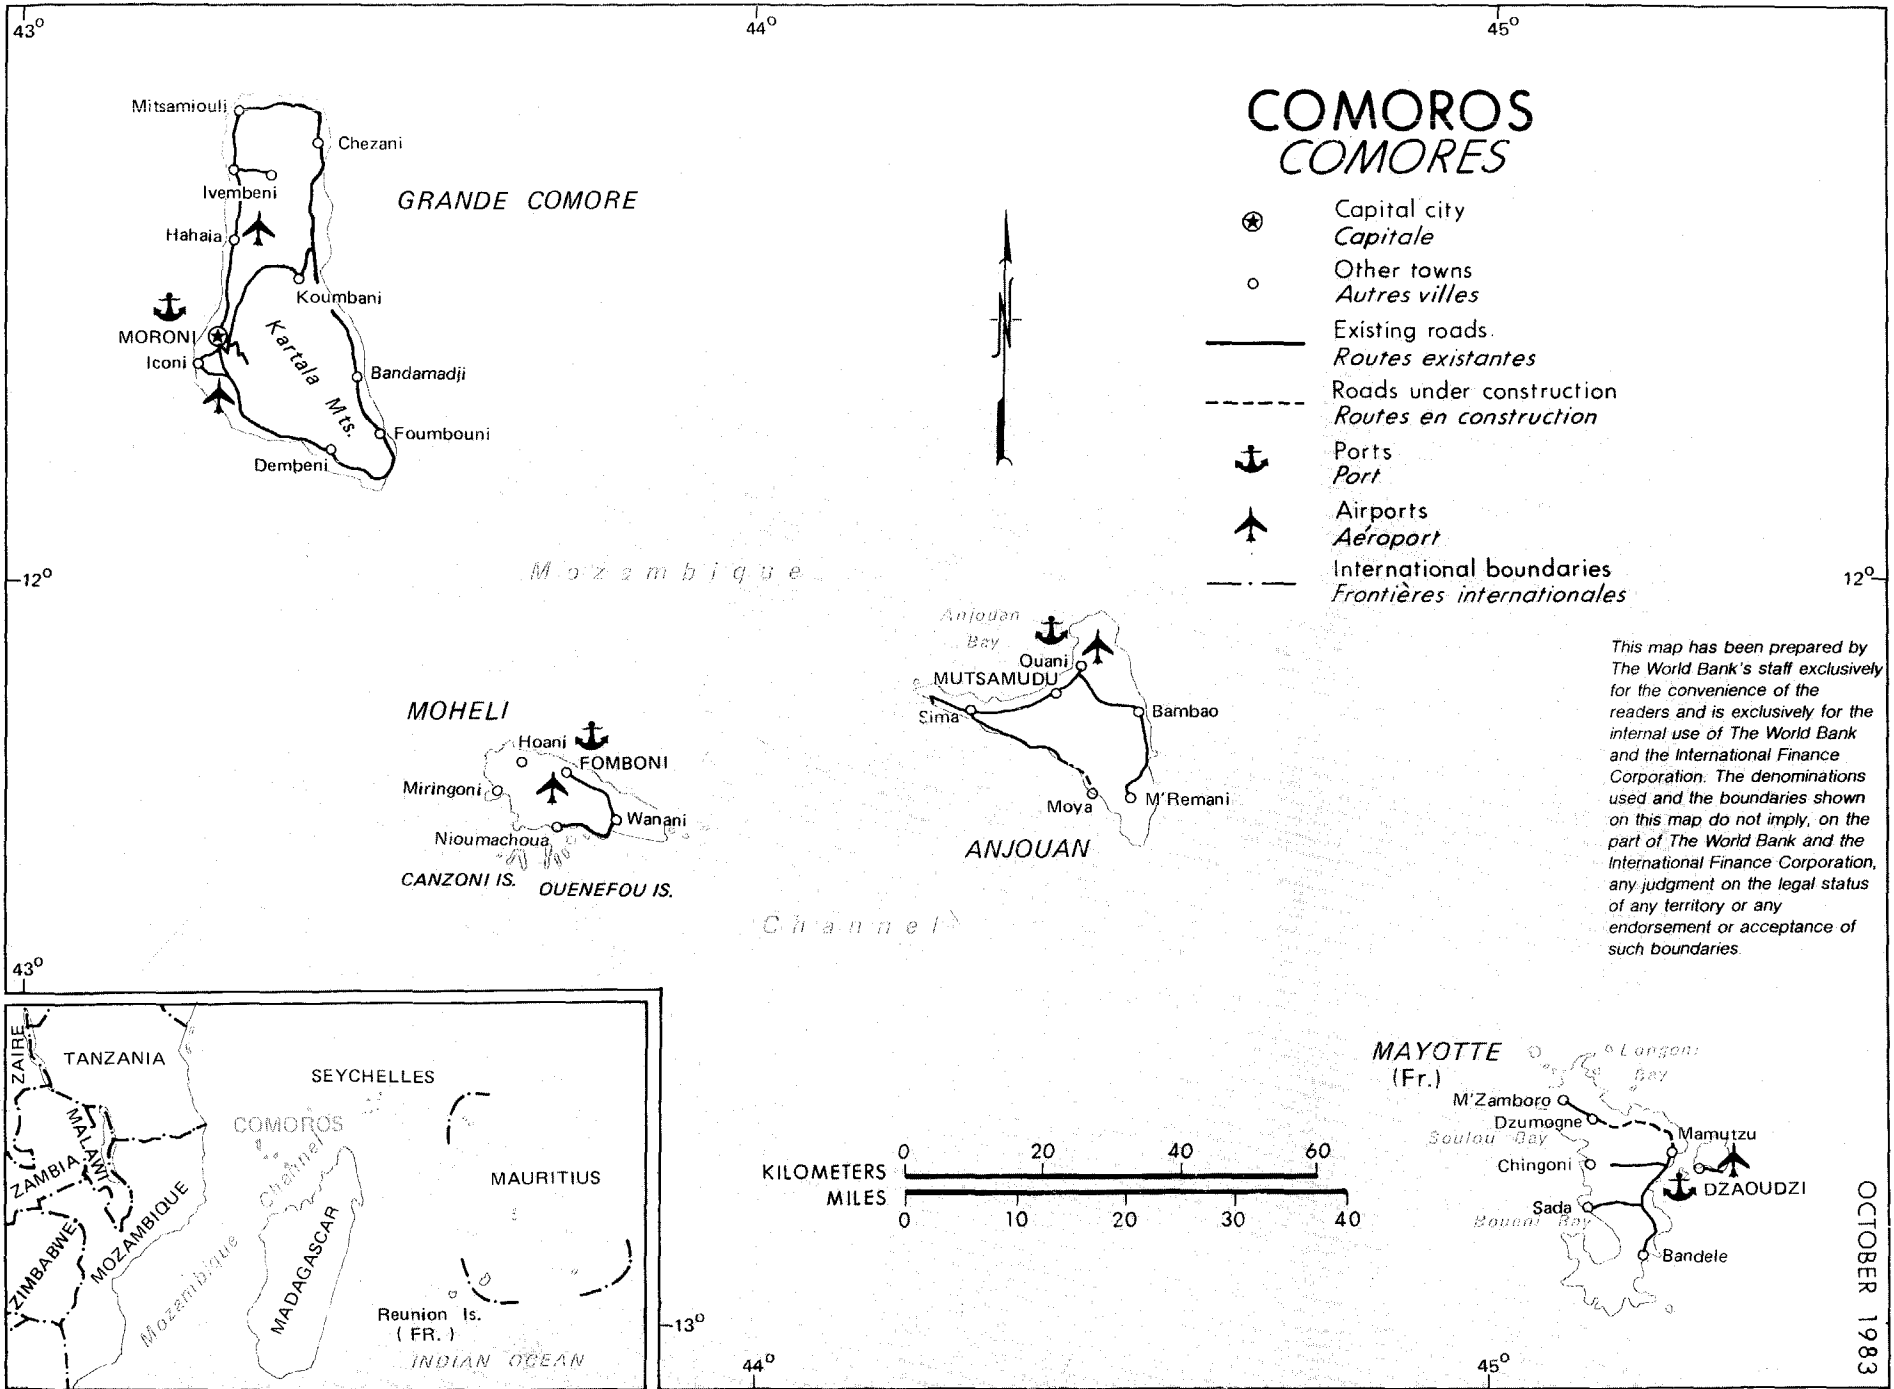 43°
44°
45°
COMOROS
COMORES
Capital city
Capitale
Other towns
Autres villes
Existing roads
Routes existantes
Roads under construction
Routes en construction
Ports
Port
Airports
Aéroport
International boundaries
Frontières internationales
Mitsamiouli
Chezani
Ivembeni
GRANDE COMORE
Hahaia
Koumbani
MORONI
Iconi
Kartala Mts.
Bandamadji
Foumbouni
Dembeni
N
12°
12°
Mozambique
Anjouan
Bay
Ouani
MUTSAMUDU
Sima
Bambao
Moya
M'Remani
ANJOUAN
MOHELI
Hoani
FOMBONI
Miringoni
Wanani
Nioumachoua
CANZONI IS.
OUENEFOU IS.
Channel
This map has been prepared by
The World Bank's staff exclusively
for the convenience of the
readers and is exclusively for the
internal use of The World Bank
and the International Finance
Corporation. The denominations
used and the boundaries shown
on this map do not imply, on the
part of The World Bank and the
International Finance Corporation,
any judgment on the legal status
of any territory or any
endorsement or acceptance of
such boundaries.
43°
ZAIRE
TANZANIA
SEYCHELLES
COMOROS
MALAWI
ZAMBIA
Channel
MAURITIUS
MOZAMBIQUE
ZIMBABWE
Mozambique
MADAGASCAR
Reunion Is.
(FR.)
INDIAN OCEAN
MAYOTTE
(Fr.)
Longoni
Bay
M'Zamboro
Dzumogne
Soulou Bay
Mamutzu
Chingoni
DZAOUDZI
Sada
Boueni Bay
Bandele
0 20 40 60
KILOMETERS
MILES
0 10 20 30 40
13°
44°
45°
OCTOBER 1983